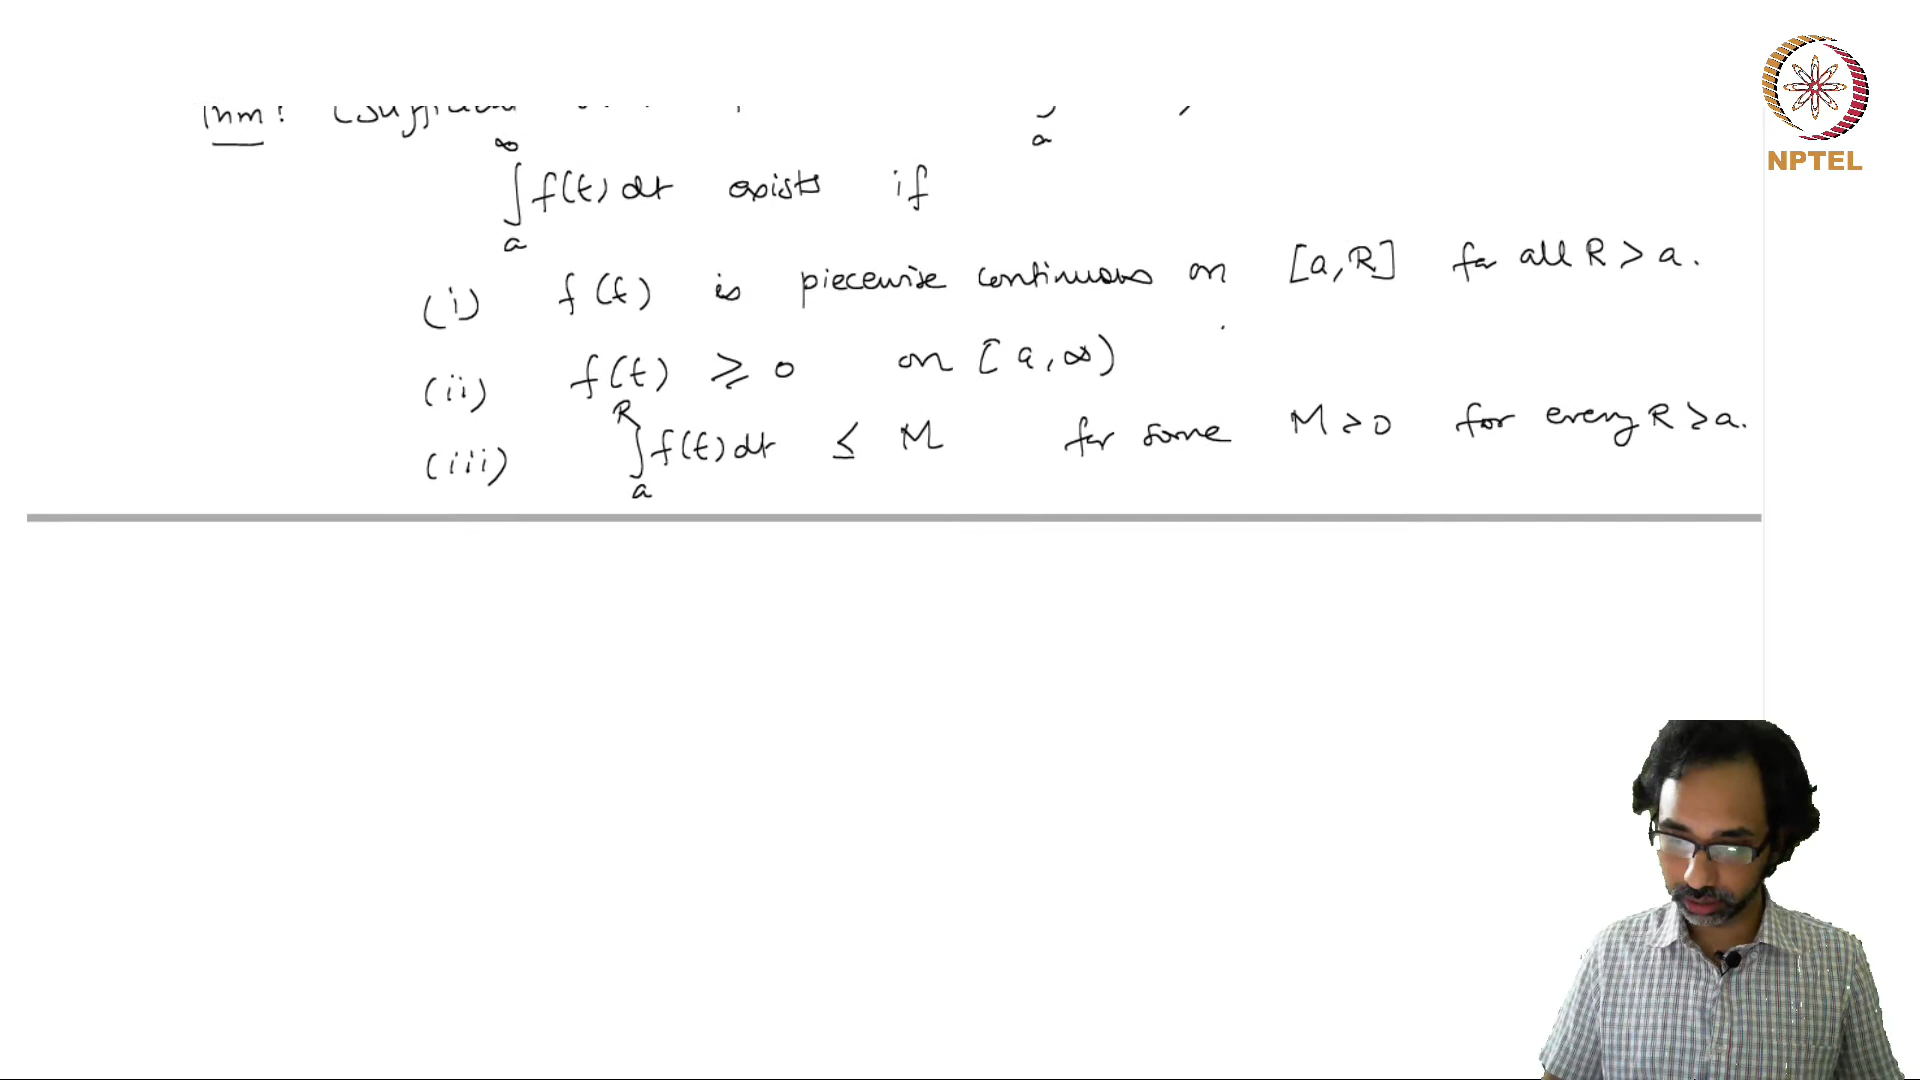 Thm:
∞
∫ f(t) dt exists if
a
(i) f(t) is piecewise continuous on [a,R] for all R > a.
(ii) f(t) ≥ 0 on [a,∞)
(iii) ∫_a^R f(t) dt ≤ M for some M > 0 for every R > a.
NPTEL